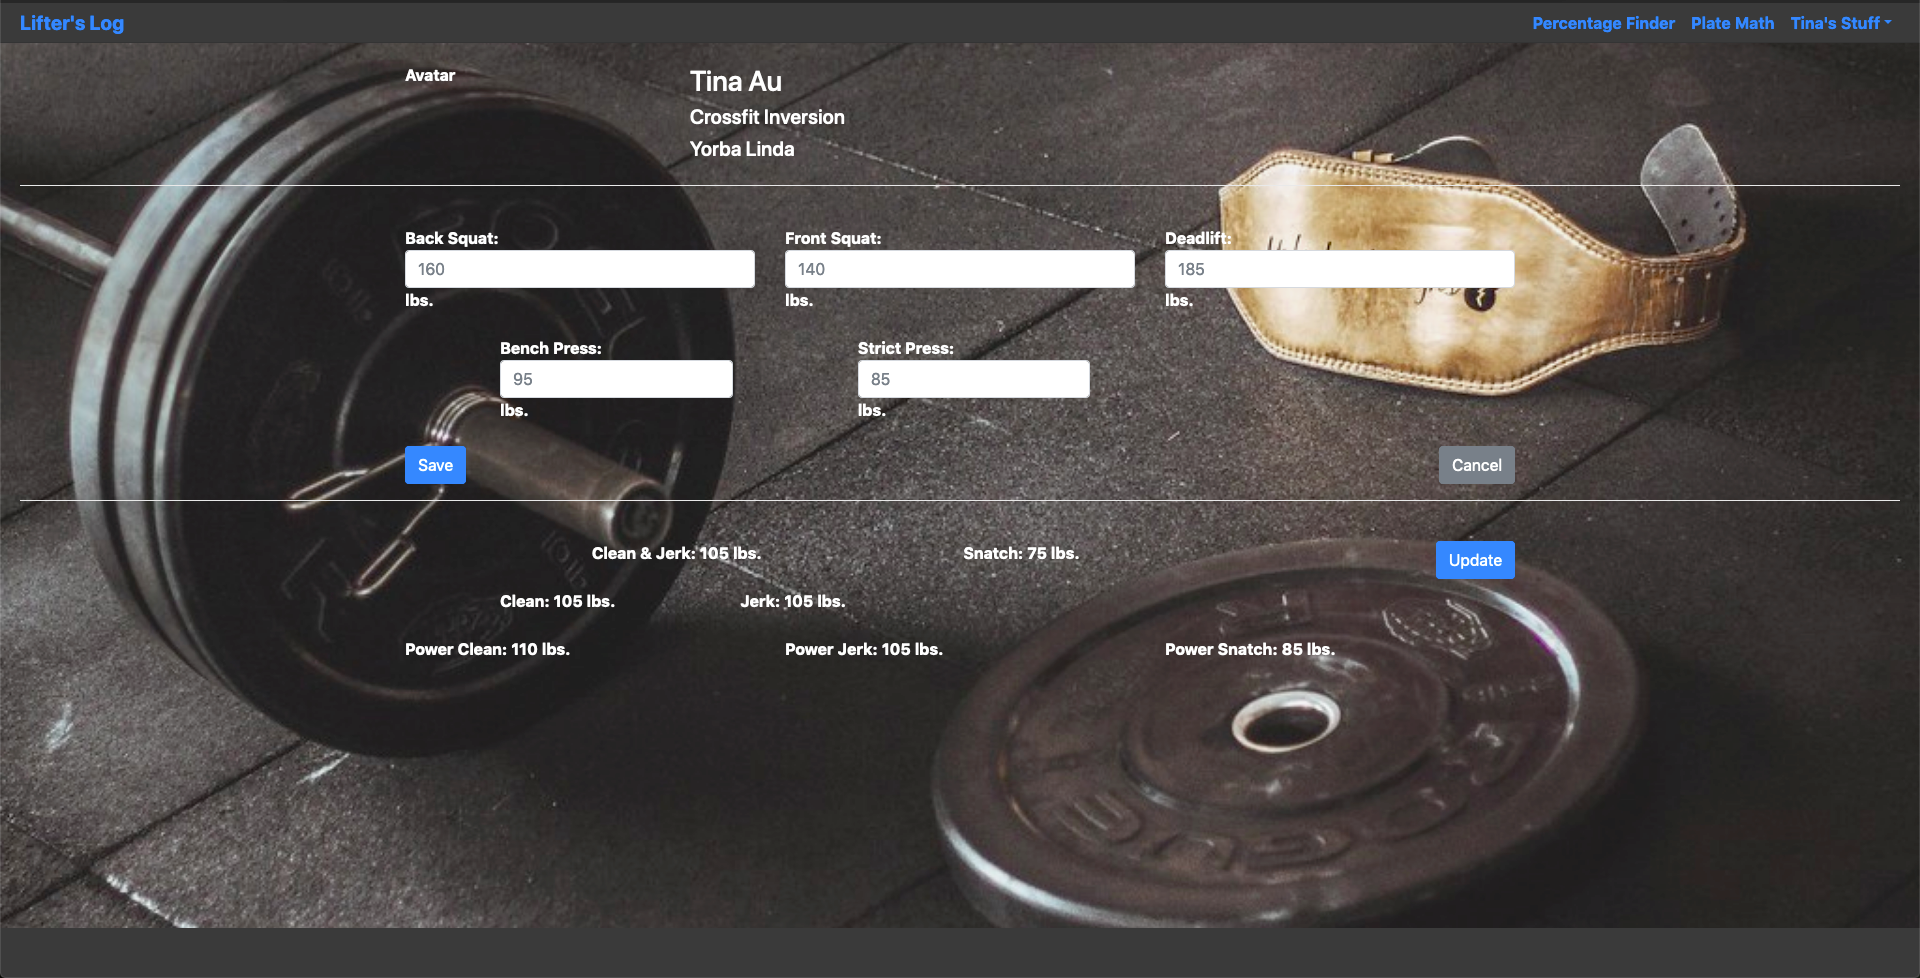 Lifter's Log Percentage Finder Plate Math Tina's Stuff
Avatar
Tina Au
Crossfit Inversion
Yorba Linda
Back Squat: Front Squat: Deadlift:
160 140 185
lbs. lbs. lbs.
Bench Press: Strict Press:
95 85
lbs. lbs.
Save Cancel
Clean & Jerk: 105 lbs. Snatch: 75 lbs. Update
Clean: 105 lbs. Jerk: 105 lbs.
Power Clean: 110 lbs. Power Jerk: 105 lbs. Power Snatch: 85 lbs.